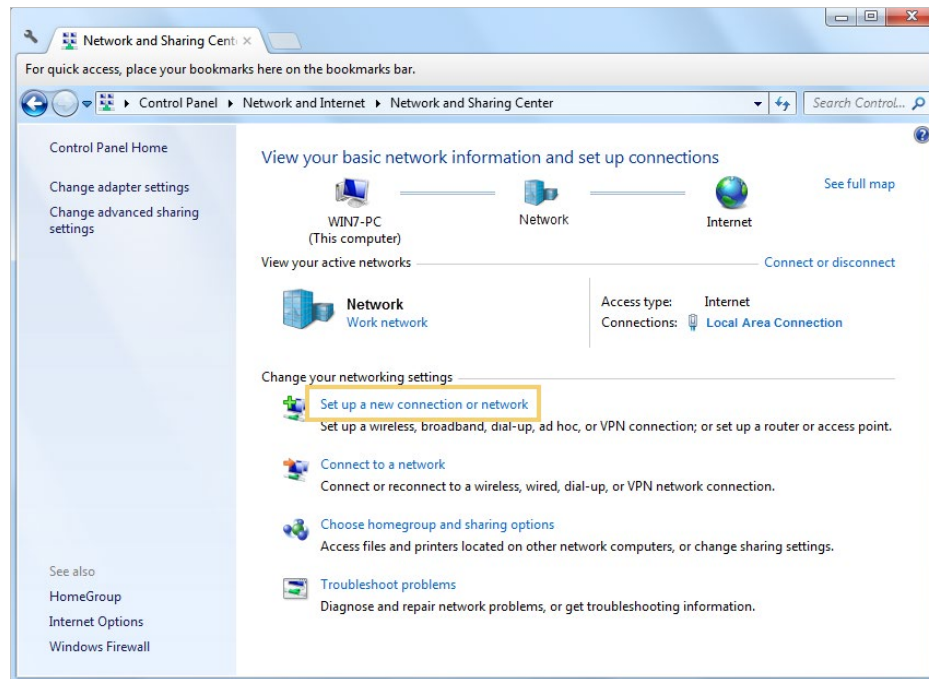 Network and Sharing Cent
For quick access, place your bookmarks here on the bookmarks bar.
Control Panel Network and Internet Network and Sharing Center
Search Control...
Control Panel Home
Change adapter settings
Change advanced sharing
settings
View your basic network information and set up connections
See full map
WIN7-PC
(This computer)
Network
Internet
View your active networks
Connect or disconnect
Network
Work network
Access type: Internet
Connections: Local Area Connection
Change your networking settings
Set up a new connection or network
Set up a wireless, broadband, dial-up, ad hoc, or VPN connection; or set up a router or access point.
Connect to a network
Connect or reconnect to a wireless, wired, dial-up, or VPN network connection.
Choose homegroup and sharing options
Access files and printers located on other network computers, or change sharing settings.
Troubleshoot problems
Diagnose and repair network problems, or get troubleshooting information.
See also
HomeGroup
Internet Options
Windows Firewall